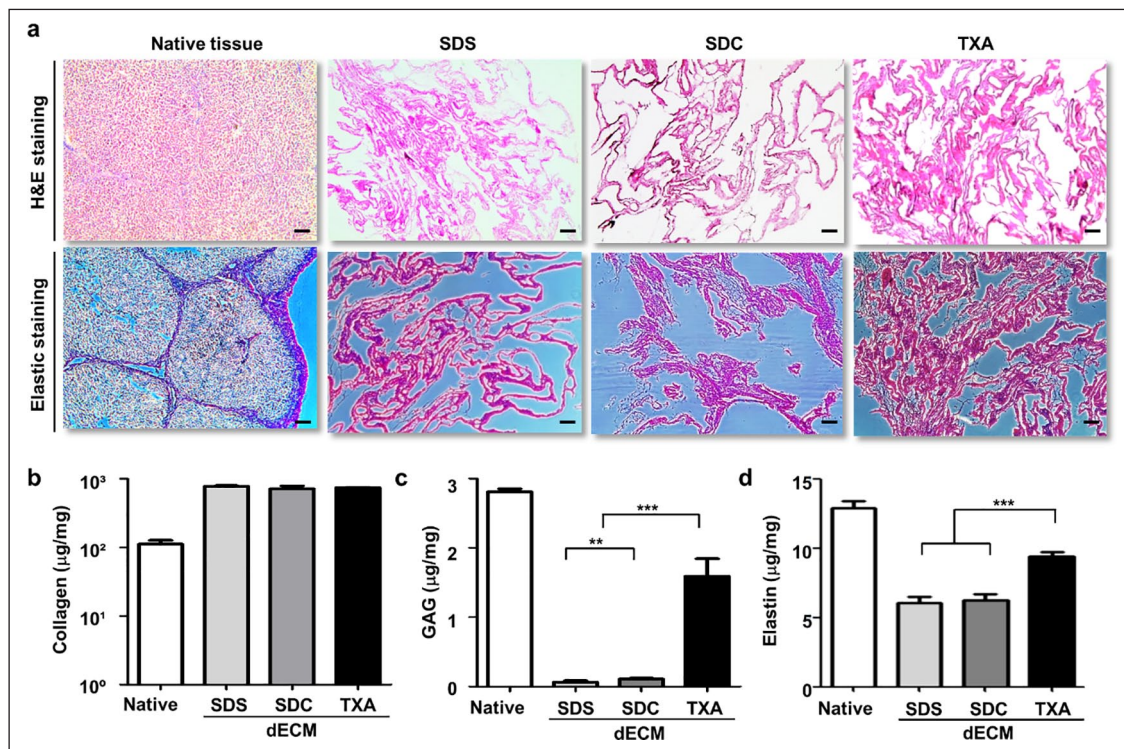 a
Native tissue SDS SDC TXA
H&E staining
Elastic staining
b
Collagen (µg/mg)
10³
10²
10¹
10⁰
Native SDS SDC TXA
dECM
c
GAG (µg/mg)
3
2
1
0
***
**
Native SDS SDC TXA
dECM
d
Elastin (µg/mg)
15
10
5
0
***
Native SDS SDC TXA
dECM